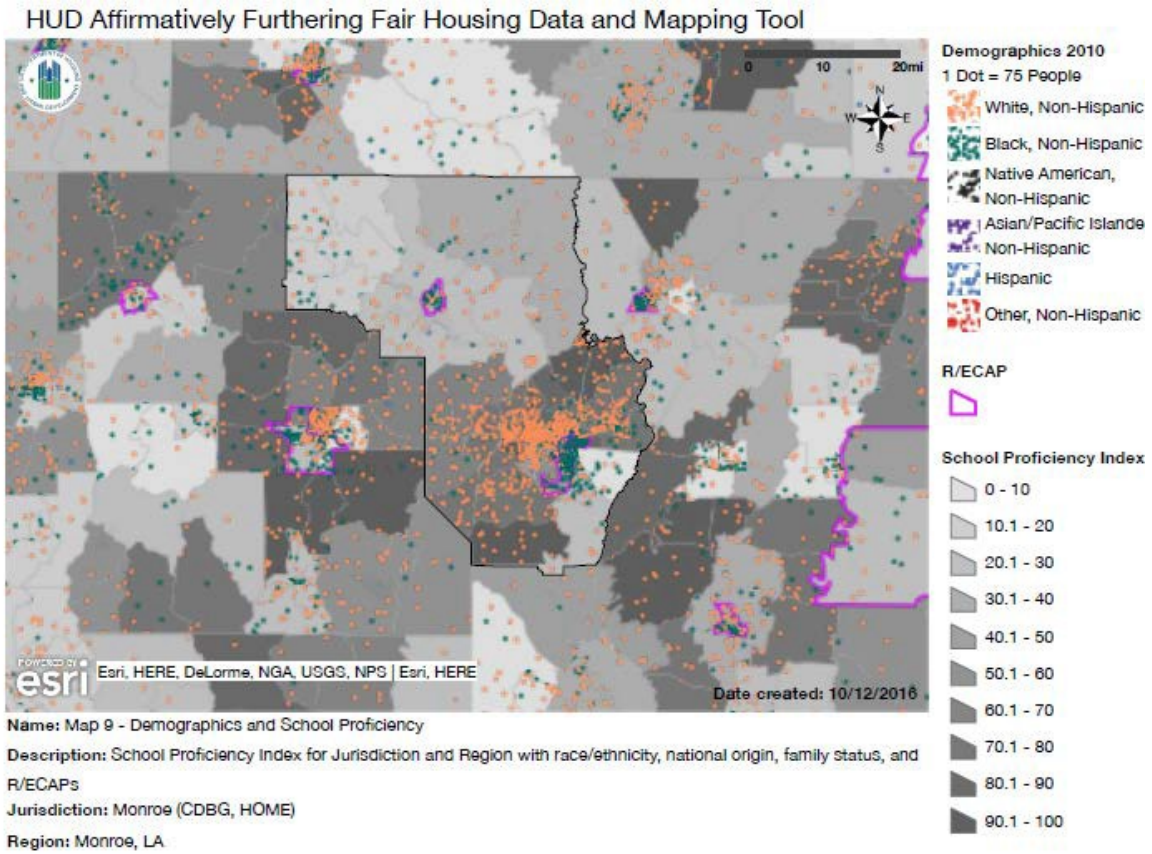 HUD Affirmatively Furthering Fair Housing Data and Mapping Tool
0 10 20mi
N
W E
S
POWERED BY
esri
Esri, HERE, DeLorme, NGA, USGS, NPS | Esri, HERE
Date created: 10/12/2016
Name: Map 9 - Demographics and School Proficiency
Description: School Proficiency Index for Jurisdiction and Region with race/ethnicity, national origin, family status, and
R/ECAPs
Jurisdiction: Monroe (CDBG, HOME)
Region: Monroe, LA
Demographics 2010
1 Dot = 75 People
White, Non-Hispanic
Black, Non-Hispanic
Native American,
Non-Hispanic
Asian/Pacific Islande
Non-Hispanic
Hispanic
Other, Non-Hispanic
R/ECAP
School Proficiency Index
0 - 10
10.1 - 20
20.1 - 30
30.1 - 40
40.1 - 50
50.1 - 60
60.1 - 70
70.1 - 80
80.1 - 90
90.1 - 100